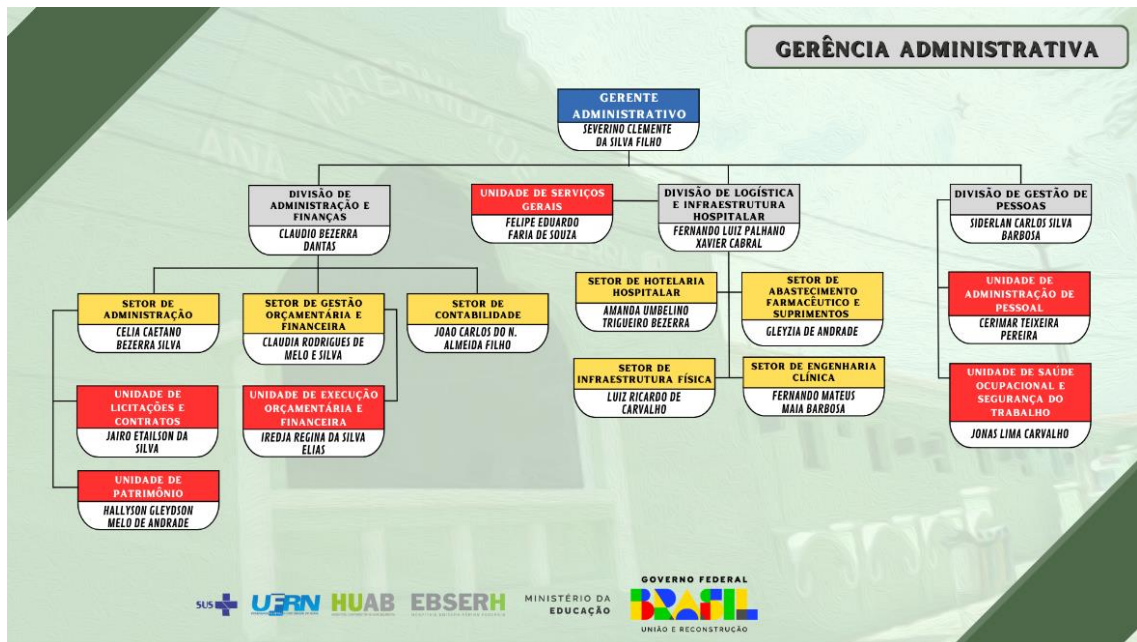 GERÊNCIA ADMINISTRATIVA
GERENTE
ADMINISTRATIVO
SEVERINO CLEMENTE
DA SILVA FILHO
DIVISÃO DE
ADMINISTRAÇÃO E
FINANÇAS
CLAUDIO BEZERRA
DANTAS
UNIDADE DE SERVIÇOS
GERAIS
FELIPE EDUARDO
FARIA DE SOUZA
DIVISÃO DE LOGÍSTICA
E INFRAESTRUTURA
HOSPITALAR
FERNANDO LUIZ PALHANO
XAVIER CABRAL
DIVISÃO DE GESTÃO DE
PESSOAS
SIDERLAN CARLOS SILVA
BARBOSA
SETOR DE
ADMINISTRAÇÃO
CELIA CAETANO
BEZERRA SILVA
SETOR DE GESTÃO
ORÇAMENTÁRIA E
FINANCEIRA
CLAUDIA RODRIGUES DE
MELO E SILVA
SETOR DE
CONTABILIDADE
JOAO CARLOS DO N.
ALMEIDA FILHO
SETOR DE HOTELARIA
HOSPITALAR
AMANDA UMBELINO
TRIGUEIRO BEZERRA
SETOR DE
ABASTECIMENTO
FARMACÊUTICO E
SUPRIMENTOS
GLEYZIA DE ANDRADE
UNIDADE DE
ADMINISTRAÇÃO DE
PESSOAL
CERIMAR TEIXEIRA
PEREIRA
UNIDADE DE
LICITAÇÕES E
CONTRATOS
JAIRO ETAILSON DA
SILVA
UNIDADE DE EXECUÇÃO
ORÇAMENTÁRIA E
FINANCEIRA
IREDJA REGINA DA SILVA
ELIAS
SETOR DE
INFRAESTRUTURA FÍSICA
LUIZ RICARDO DE
CARVALHO
SETOR DE ENGENHARIA
CLÍNICA
FERNANDO MATEUS
MAIA BARBOSA
UNIDADE DE SAÚDE
OCUPACIONAL E
SEGURANÇA DO
TRABALHO
JONAS LIMA CARVALHO
UNIDADE DE
PATRIMÔNIO
HALLYSON GLEYDSON
MELO DE ANDRADE
SUS
UFRN
HUAB
EBSERH
MINISTÉRIO DA
EDUCAÇÃO
GOVERNO FEDERAL
BRASIL
UNIÃO E RECONSTRUÇÃO